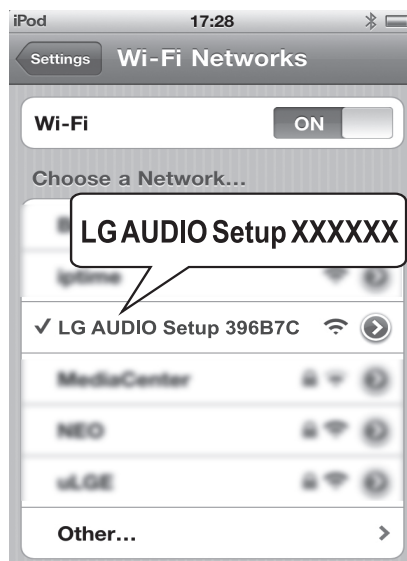 iPod 17:28
Settings Wi-Fi Networks
Wi-Fi ON
Choose a Network...
LG AUDIO Setup XXXXXX
iptime
✓ LG AUDIO Setup 396B7C
MediaCenter
NEO
uLGE
Other...